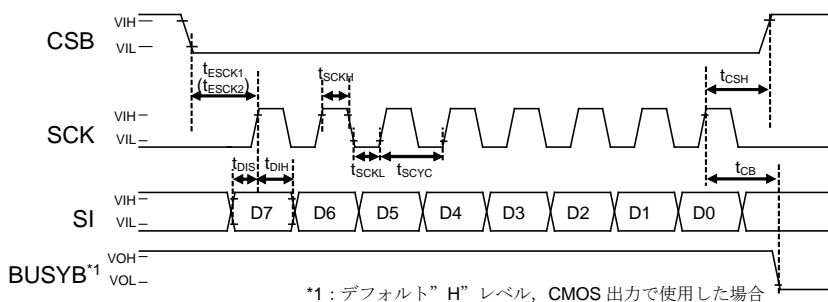 CSB
VIH
VIL
tESCK1
(tESCK2)
tSCKH
tCSH
SCK
VIH
VIL
tDIS
tDIH
tSCKL
tSCYC
tCB
SI
VIH
VIL
D7 D6 D5 D4 D3 D2 D1 D0
BUSYB*1
VOH
VOL
*1：デフォルト”H”レベル，CMOS 出力で使用した場合